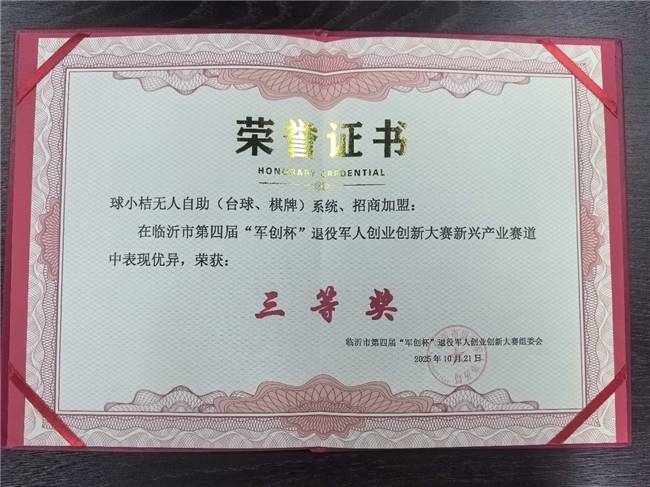 荣誉证书
HONORARY CREDENTIAL
球小桔无人自助（台球、棋牌）系统、招商加盟：
在临沂市第四届“军创杯”退役军人创业创新大赛新兴产业赛道
中表现优异，荣获：
三等奖
临沂市第四届“军创杯”退役军人创业创新大赛组委会
2025年10月21日